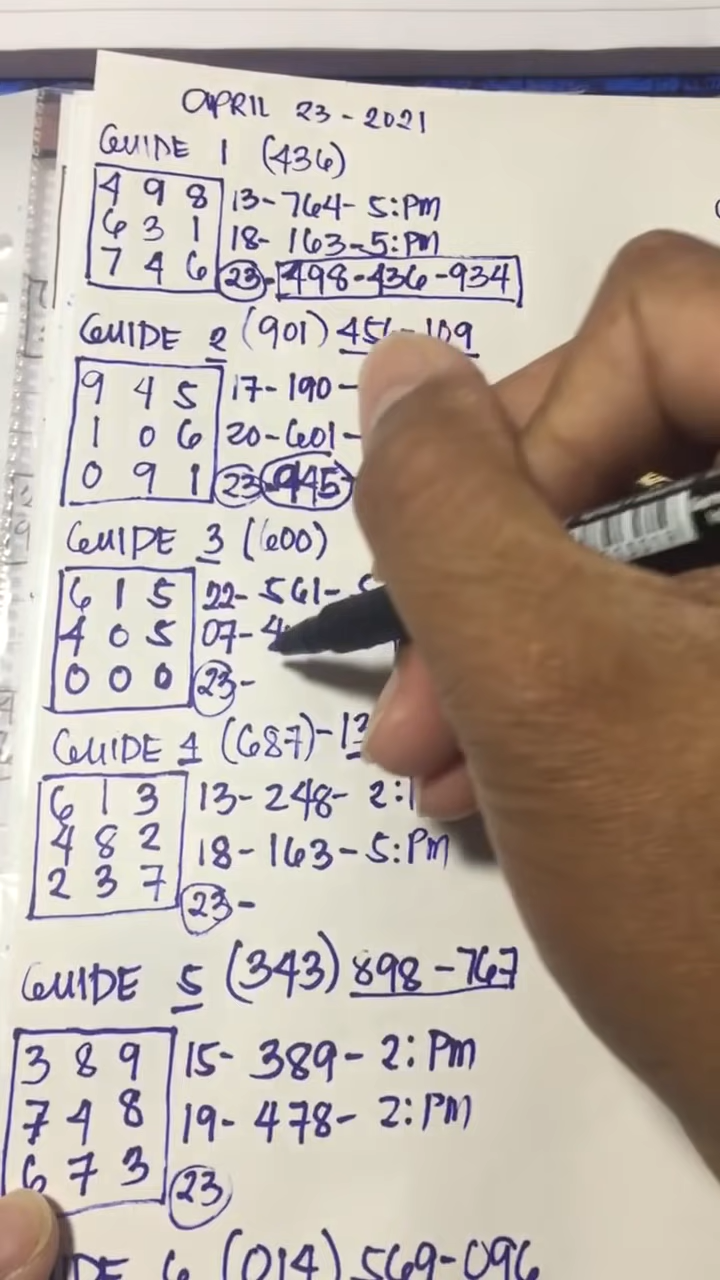 APRIL 23-2021
GUIDE 1 (436)
4 9 8 13-764-5:PM
6 3 1 18-163-5:PM
7 4 6 23-498-436-934
GUIDE 2 (901) 109
9 4 5 17-190-
1 0 6 20-601-
0 9 1 23-945
GUIDE 3 (600)
6 1 5 22-561-
4 0 5 07-4
0 0 0 23-
GUIDE 4 (687)-
6 1 3 13-248-2:
4 8 2 18-163-5:PM
2 3 7 23-
GUIDE 5 (343) 898-767
3 8 9 15-389-2:PM
7 4 8 19-478-2:PM
6 7 3 23
6 (014) 569-096